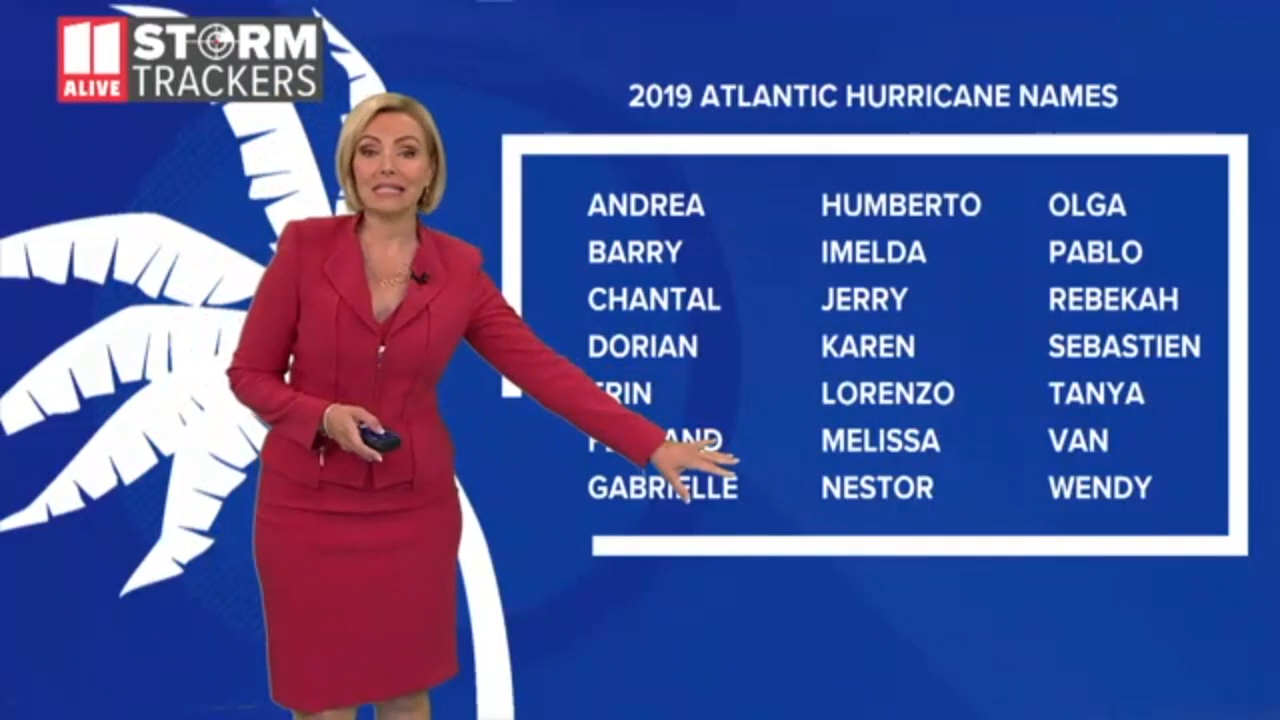 11 ALIVE
STORM
TRACKERS
2019 ATLANTIC HURRICANE NAMES
ANDREA
BARRY
CHANTAL
DORIAN
GABRIELLE
HUMBERTO
IMELDA
JERRY
KAREN
LORENZO
MELISSA
NESTOR
OLGA
PABLO
REBEKAH
SEBASTIEN
TANYA
VAN
WENDY